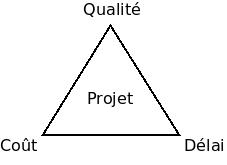 Qualité
Projet
Coût
Délai